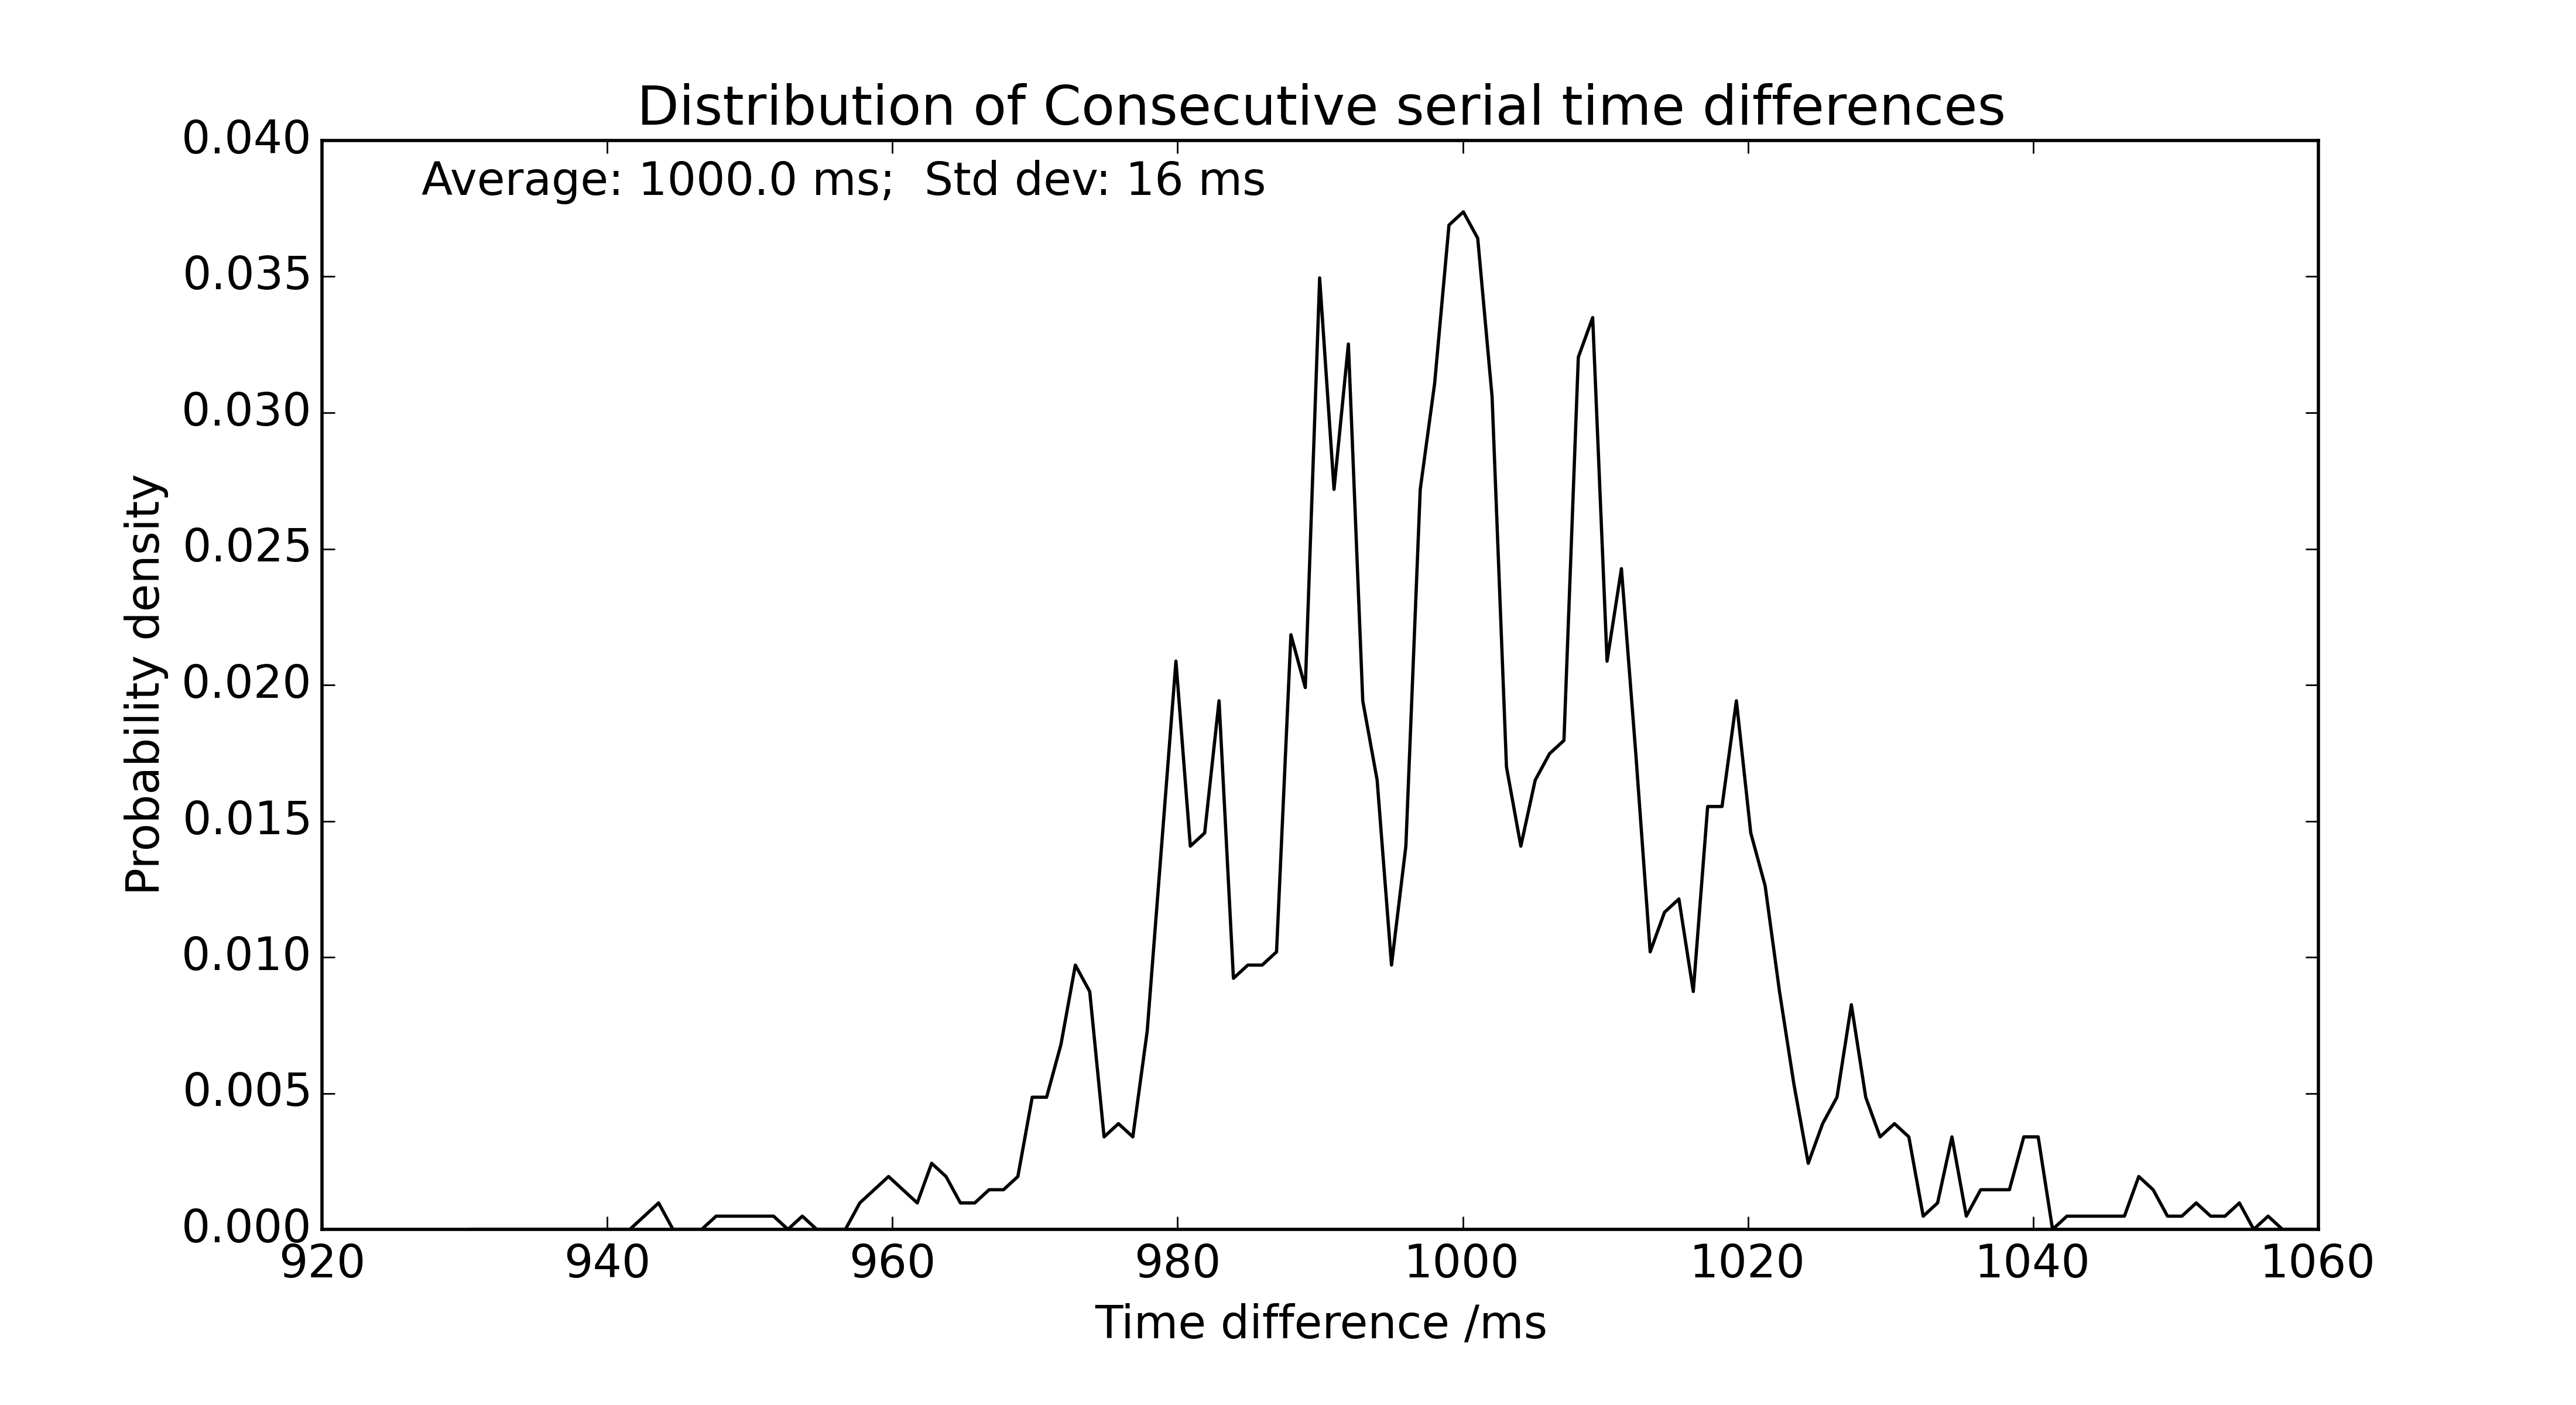 Distribution of Consecutive serial time differences
Average: 1000.0 ms;  Std dev: 16 ms
Probability density
0.040
0.035
0.030
0.025
0.020
0.015
0.010
0.005
0.000
920 940 960 980 1000 1020 1040 1060
Time difference /ms